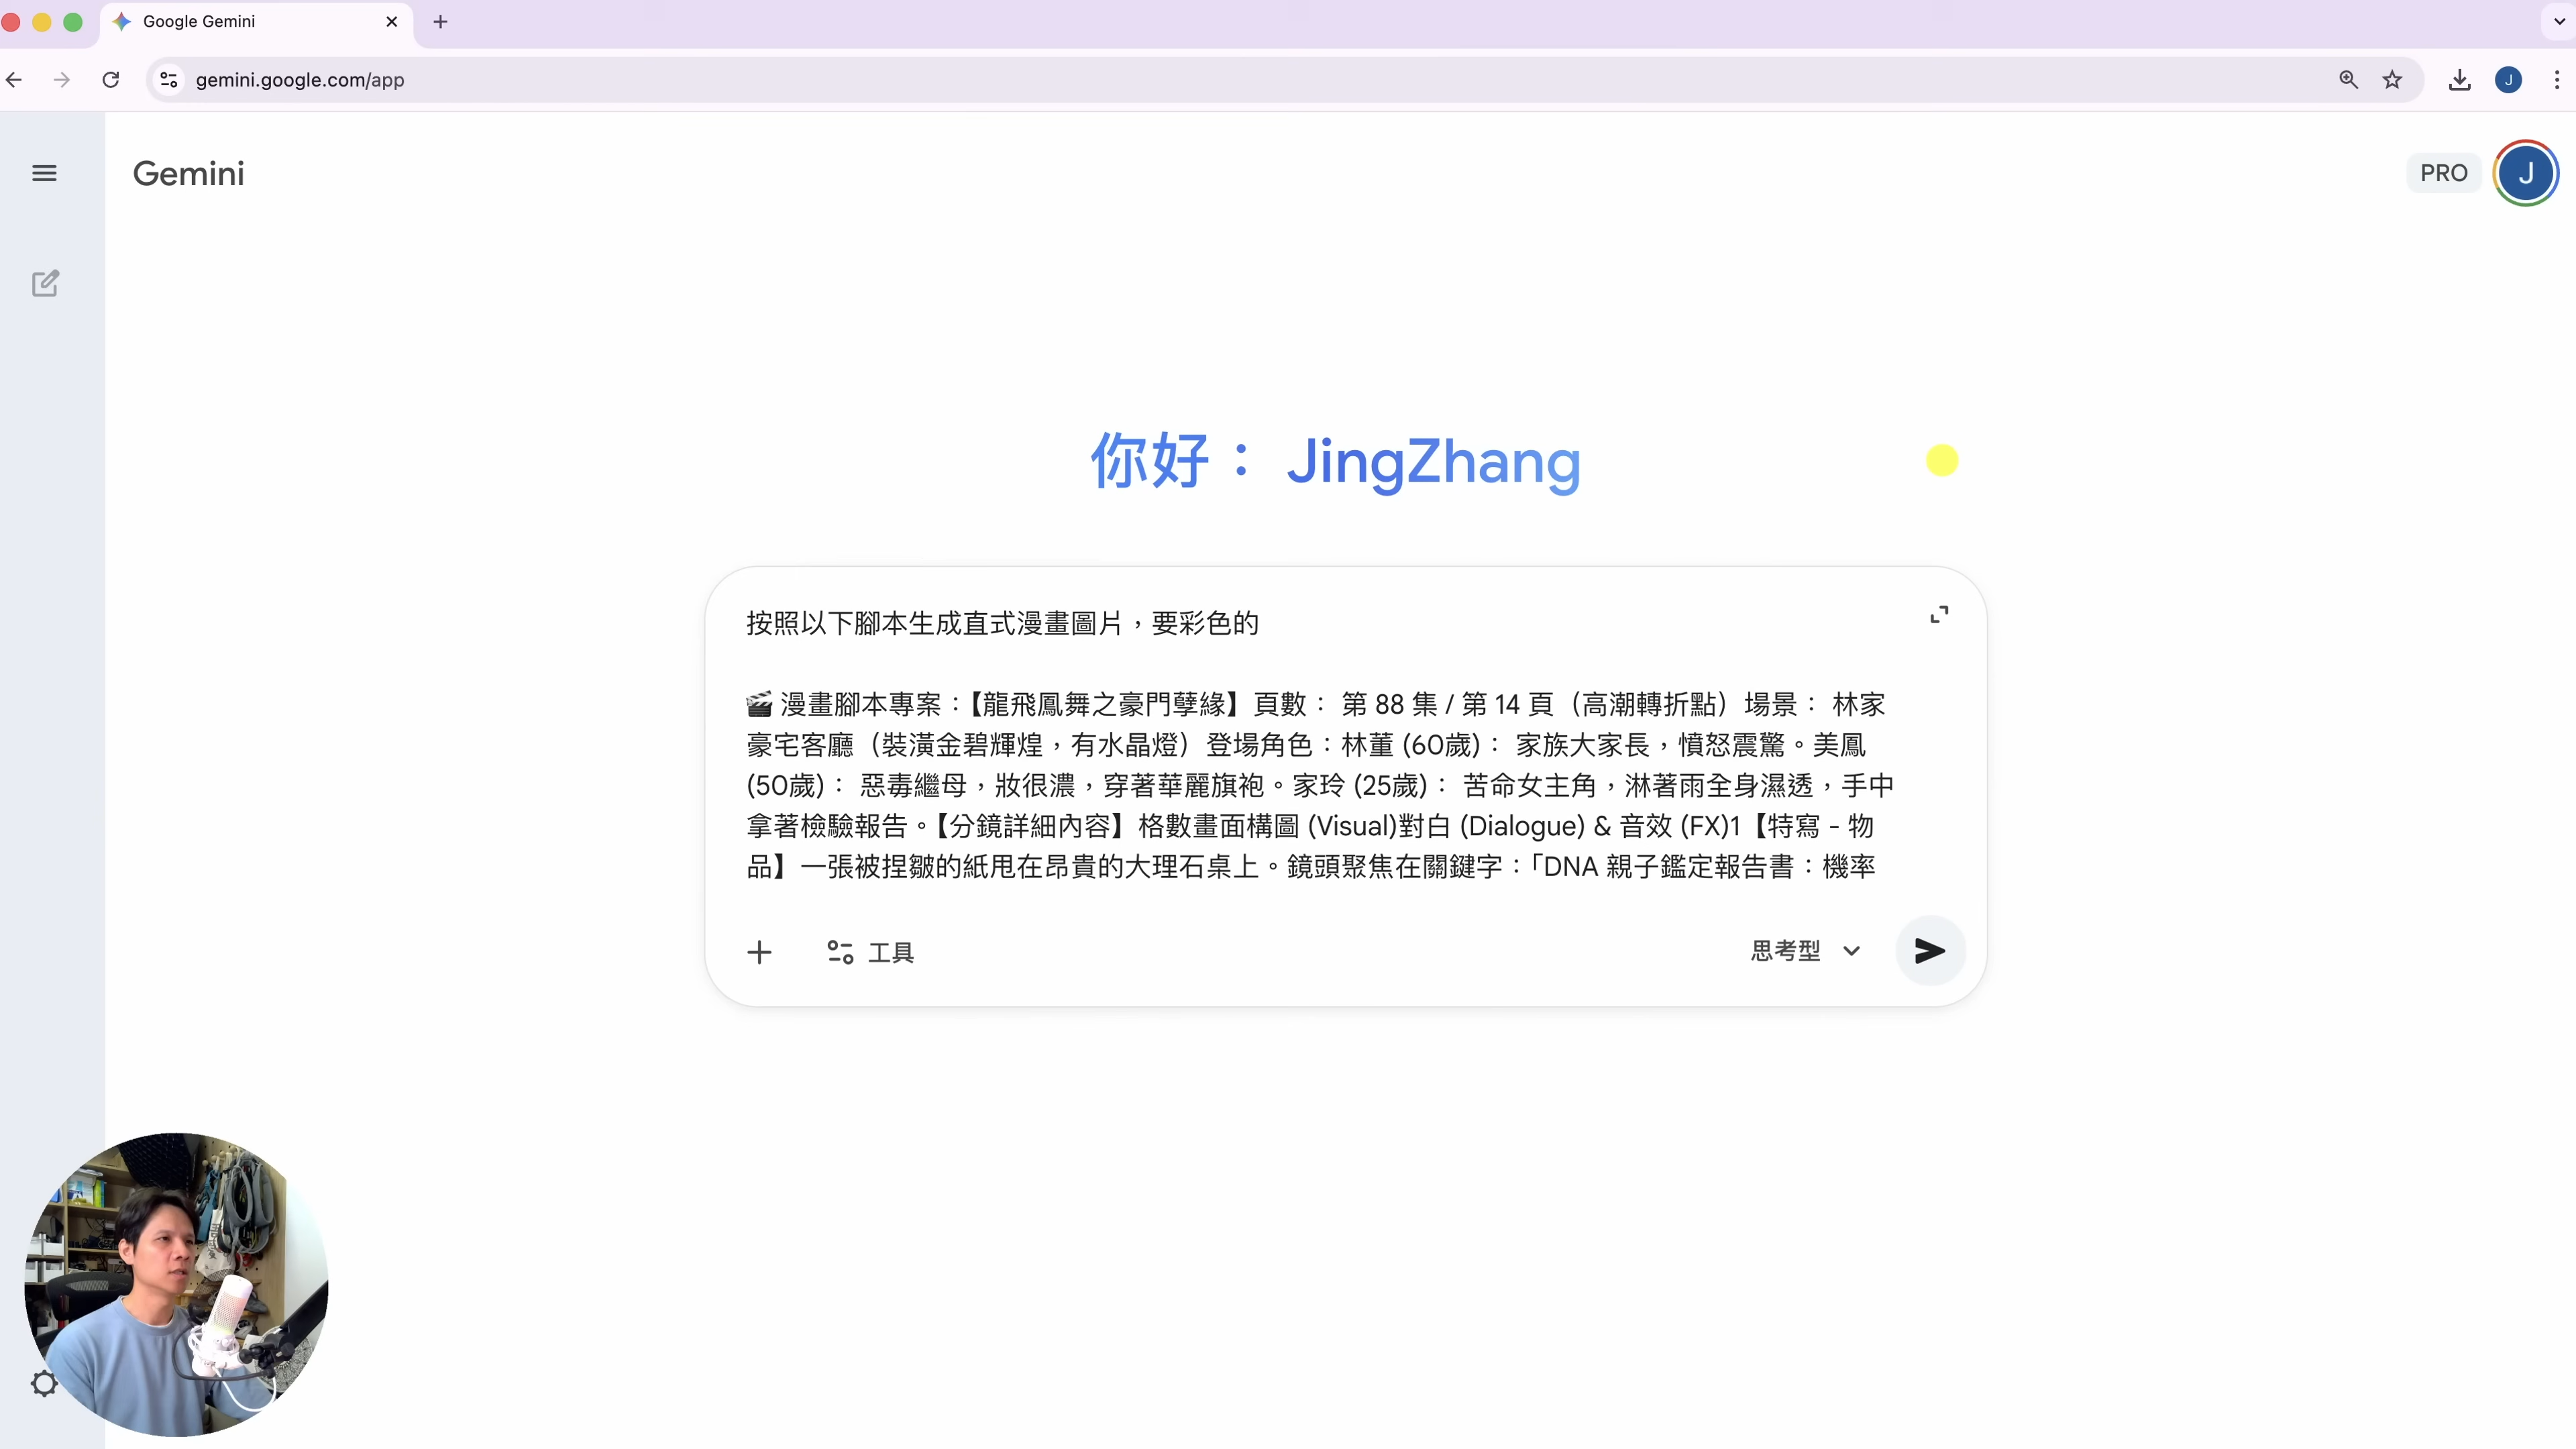 Google Gemini
gemini.google.com/app
J
Gemini
PRO
J
你好： JingZhang
按照以下腳本生成直式漫畫圖片，要彩色的
🎬 漫畫腳本專案：【龍飛鳳舞之豪門孽緣】頁數： 第 88 集 / 第 14 頁（高潮轉折點）場景： 林家
豪宅客廳（裝潢金碧輝煌，有水晶燈）登場角色：林董 (60歲)： 家族大家長，憤怒震驚。美鳳
(50歲)： 惡毒繼母，妝很濃，穿著華麗旗袍。家玲 (25歲)： 苦命女主角，淋著雨全身濕透，手中
拿著檢驗報告。【分鏡詳細內容】格數畫面構圖 (Visual)對白 (Dialogue) & 音效 (FX)1【特寫 - 物
品】一張被捏皺的紙甩在昂貴的大理石桌上。鏡頭聚焦在關鍵字：「DNA 親子鑑定報告書：機率
工具
思考型